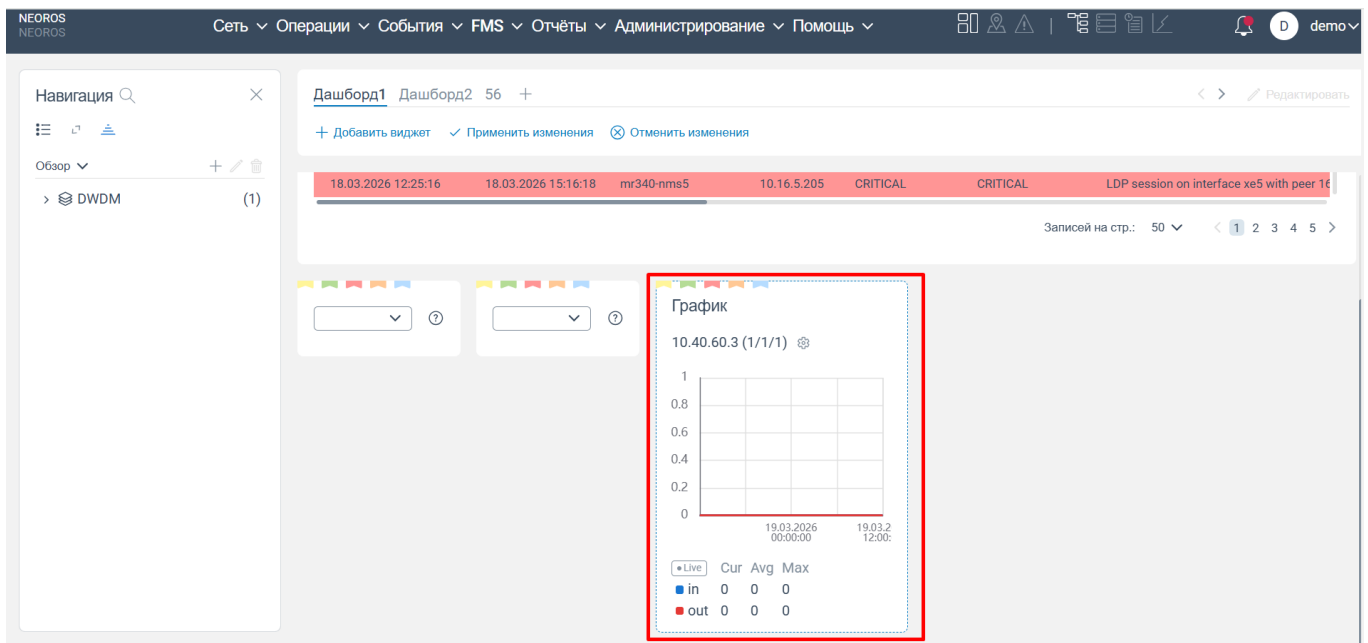 NEOROS
NEOROS
Сеть Операции События FMS Отчёты Администрирование Помощь
D demo
Навигация
Обзор
DWDM (1)
Дашборд1 Дашборд2 56 +
Редактировать
+ Добавить виджет Применить изменения Отменить изменения
18.03.2026 12:25:16 18.03.2026 15:16:18 mr340-nms5 10.16.5.205 CRITICAL CRITICAL LDP session on interface xe5 with peer 16
Записей на стр.: 50 < 1 2 3 4 5 >
График
10.40.60.3 (1/1/1)
1
0.8
0.6
0.4
0.2
0
19.03.2026 19.03.2
00:00:00 12:00:
Live Cur Avg Max
in 0 0 0
out 0 0 0